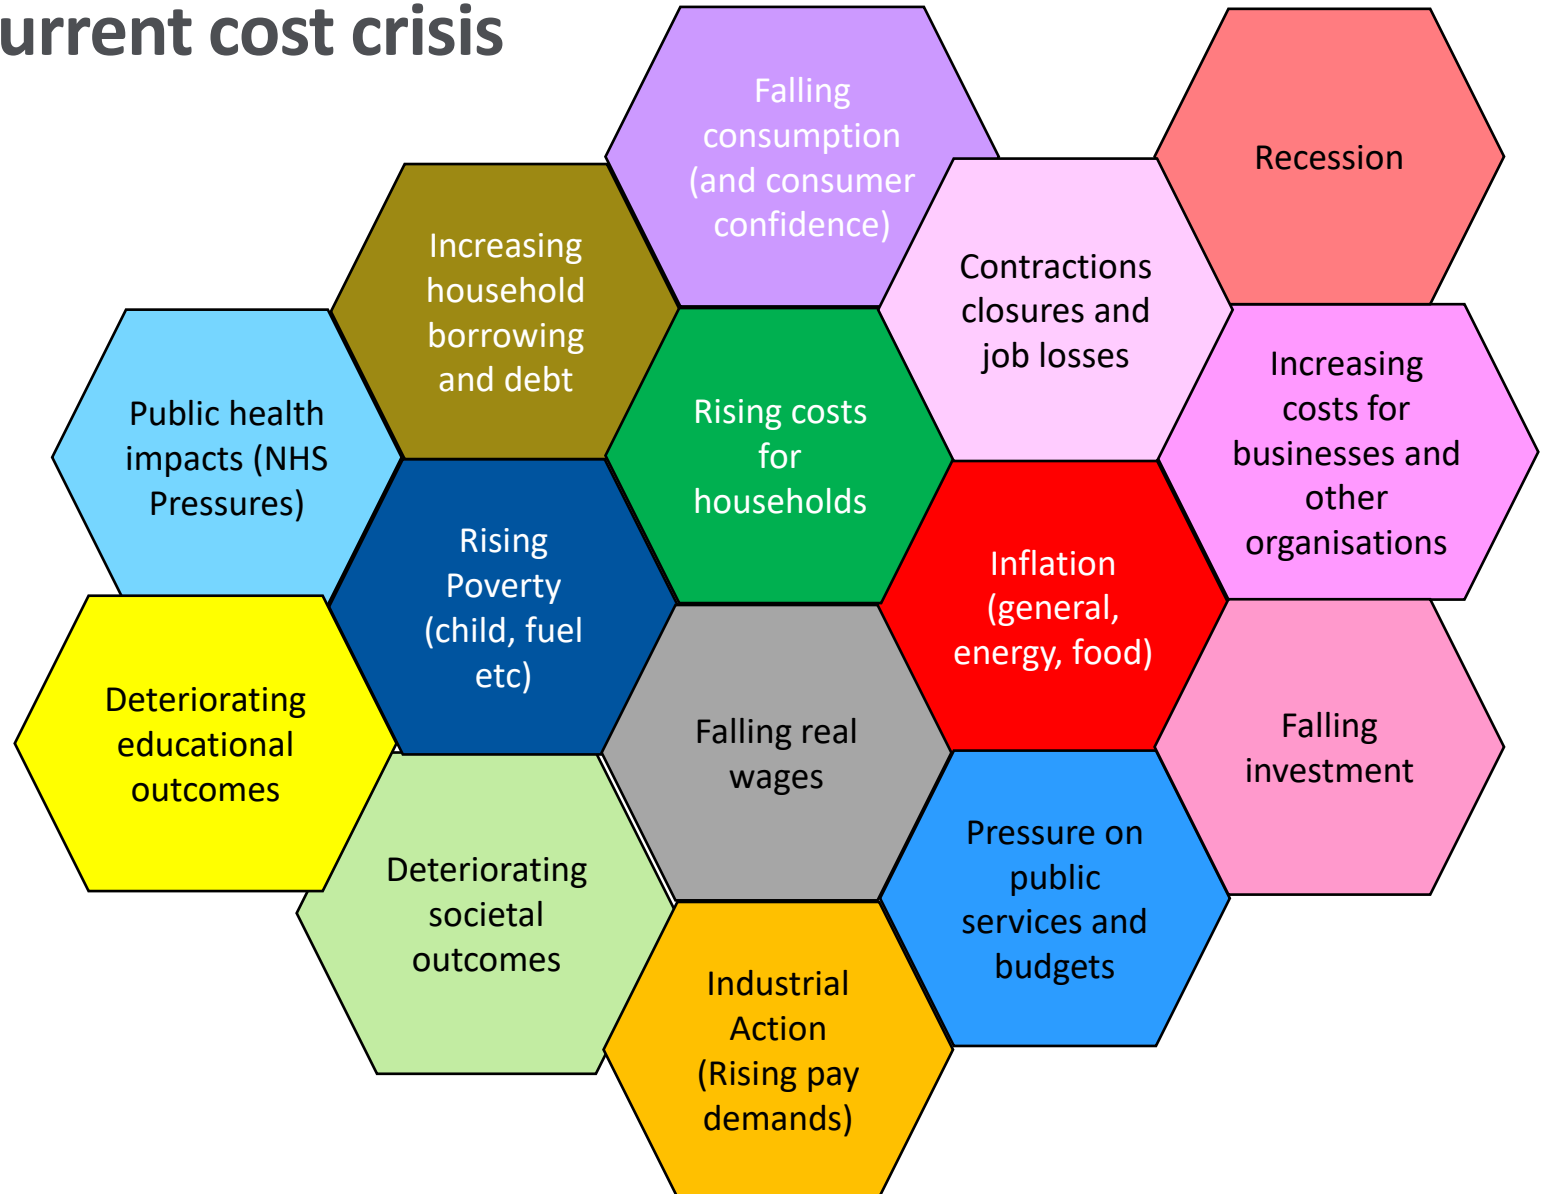 urrent cost crisis
Falling
consumption
(and consumer
confidence)
Recession
Increasing
household
borrowing
and debt
Contractions
closures and
job losses
Public health
impacts (NHS
Pressures)
Rising costs
for
households
Increasing
costs for
businesses and
other
organisations
Rising
Poverty
(child, fuel
etc)
Inflation
(general,
energy, food)
Deteriorating
educational
outcomes
Falling real
wages
Falling
investment
Deteriorating
societal
outcomes
Pressure on
public
services and
budgets
Industrial
Action
(Rising pay
demands)